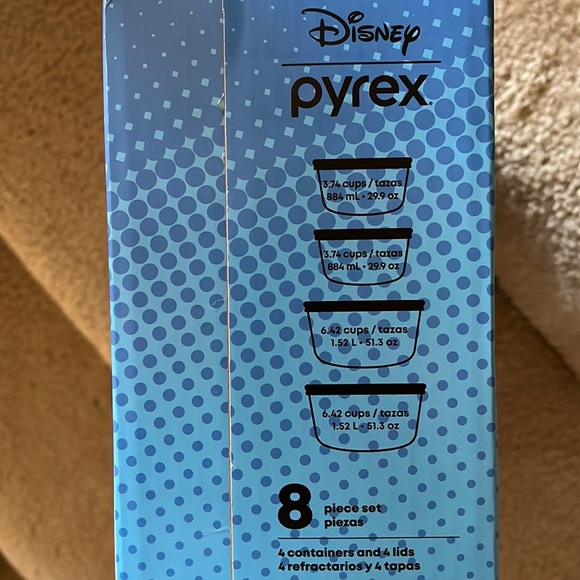 Disney
pyrex
3.74 cups / tazas
884 mL • 29.9 oz
3.74 cups / tazas
884 mL • 29.9 oz
6.42 cups / tazas
1.52 L • 51.3 oz
6.42 cups / tazas
1.52 L • 51.3 oz
8 piece set
piezas
4 containers and 4 lids
4 refractarios y 4 tapas